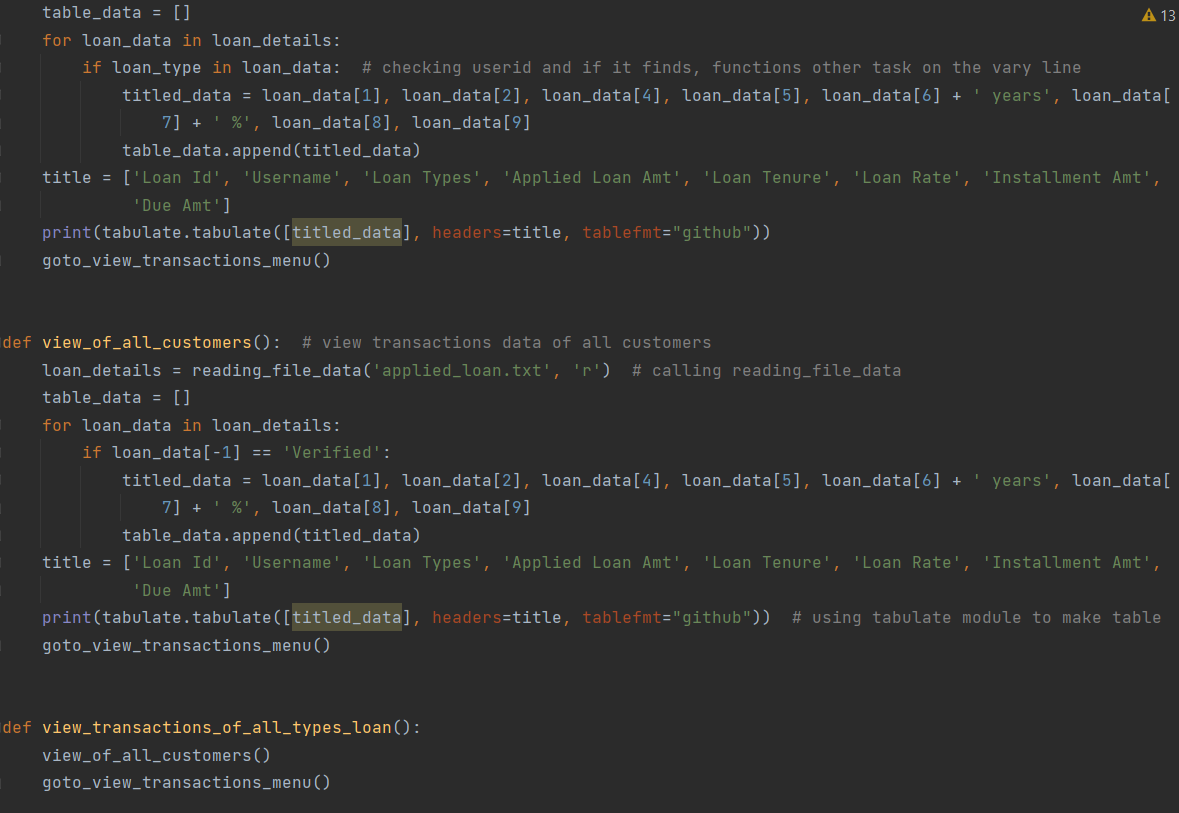 table_data = []
13
for loan_data in loan_details:
if loan_type in loan_data:  # checking userid and if it finds, functions other task on the vary line
titled_data = loan_data[1], loan_data[2], loan_data[4], loan_data[5], loan_data[6] + ' years', loan_data[
7] + ' %', loan_data[8], loan_data[9]
table_data.append(titled_data)
title = ['Loan Id', 'Username', 'Loan Types', 'Applied Loan Amt', 'Loan Tenure', 'Loan Rate', 'Installment Amt',
'Due Amt']
print(tabulate.tabulate([titled_data], headers=title, tablefmt="github"))
goto_view_transactions_menu()
def view_of_all_customers():  # view transactions data of all customers
loan_details = reading_file_data('applied_loan.txt', 'r')  # calling reading_file_data
table_data = []
for loan_data in loan_details:
if loan_data[-1] == 'Verified':
titled_data = loan_data[1], loan_data[2], loan_data[4], loan_data[5], loan_data[6] + ' years', loan_data[
7] + ' %', loan_data[8], loan_data[9]
table_data.append(titled_data)
title = ['Loan Id', 'Username', 'Loan Types', 'Applied Loan Amt', 'Loan Tenure', 'Loan Rate', 'Installment Amt',
'Due Amt']
print(tabulate.tabulate([titled_data], headers=title, tablefmt="github"))  # using tabulate module to make table
goto_view_transactions_menu()
def view_transactions_of_all_types_loan():
view_of_all_customers()
goto_view_transactions_menu()